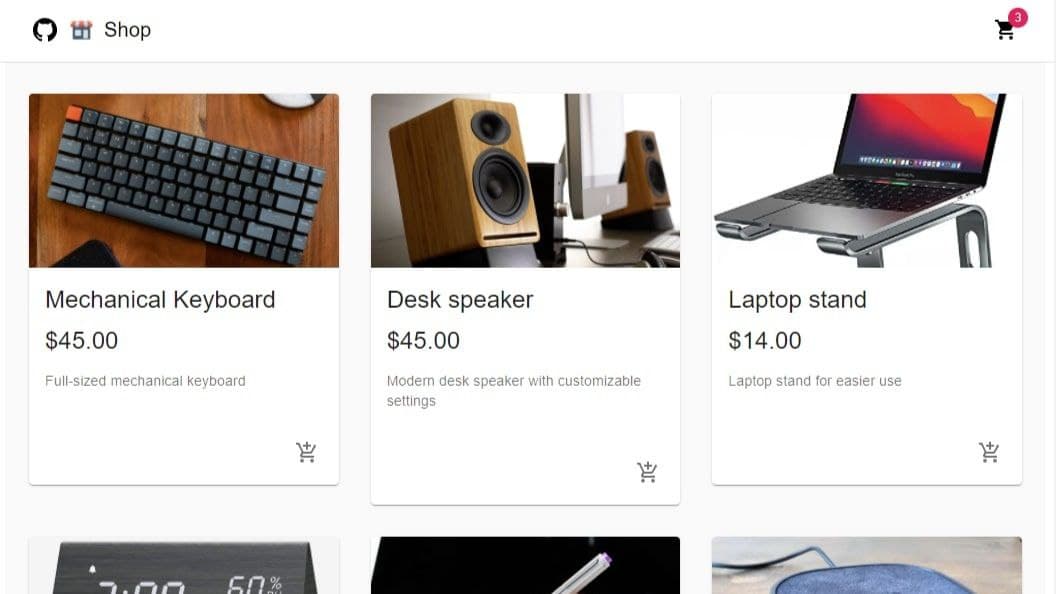 Shop
3
Mechanical Keyboard
$45.00
Full-sized mechanical keyboard
Desk speaker
$45.00
Modern desk speaker with customizable
settings
Laptop stand
$14.00
Laptop stand for easier use
60%